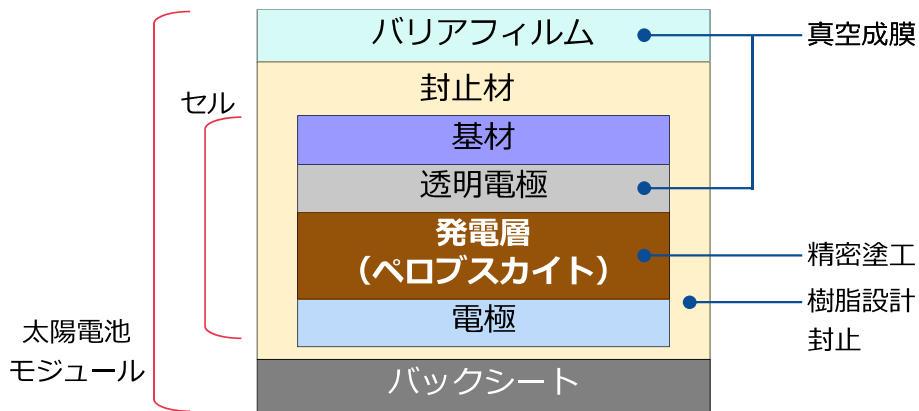 バリアフィルム
真空成膜
封止材
セル
基材
透明電極
発電層
（ペロブスカイト）
精密塗工
樹脂設計
封止
電極
太陽電池
モジュール
バックシート